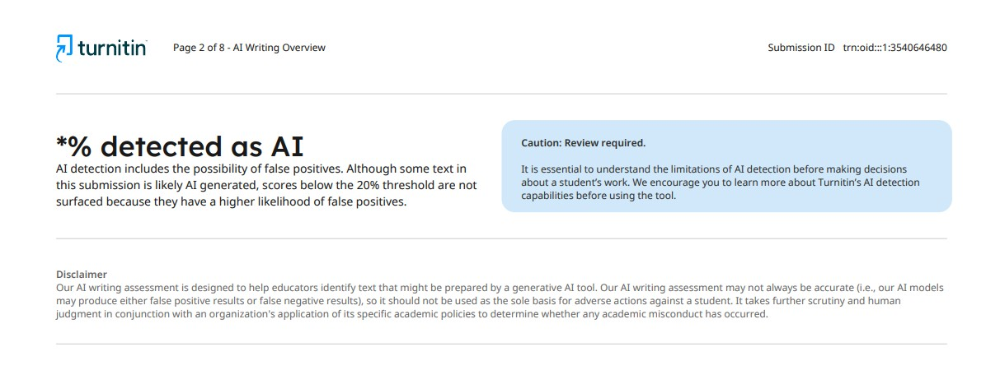 turnitin
Page 2 of 8 - AI Writing Overview
Submission ID trn:oid:::1:3540646480
*% detected as AI
AI detection includes the possibility of false positives. Although some text in
this submission is likely AI generated, scores below the 20% threshold are not
surfaced because they have a higher likelihood of false positives.
Caution: Review required.
It is essential to understand the limitations of AI detection before making decisions
about a student's work. We encourage you to learn more about Turnitin's AI detection
capabilities before using the tool.
Disclaimer
Our AI writing assessment is designed to help educators identify text that might be prepared by a generative AI tool. Our AI writing assessment may not always be accurate (i.e., our AI models
may produce either false positive results or false negative results), so it should not be used as the sole basis for adverse actions against a student. It takes further scrutiny and human
judgment in conjunction with an organization's application of its specific academic policies to determine whether any academic misconduct has occurred.